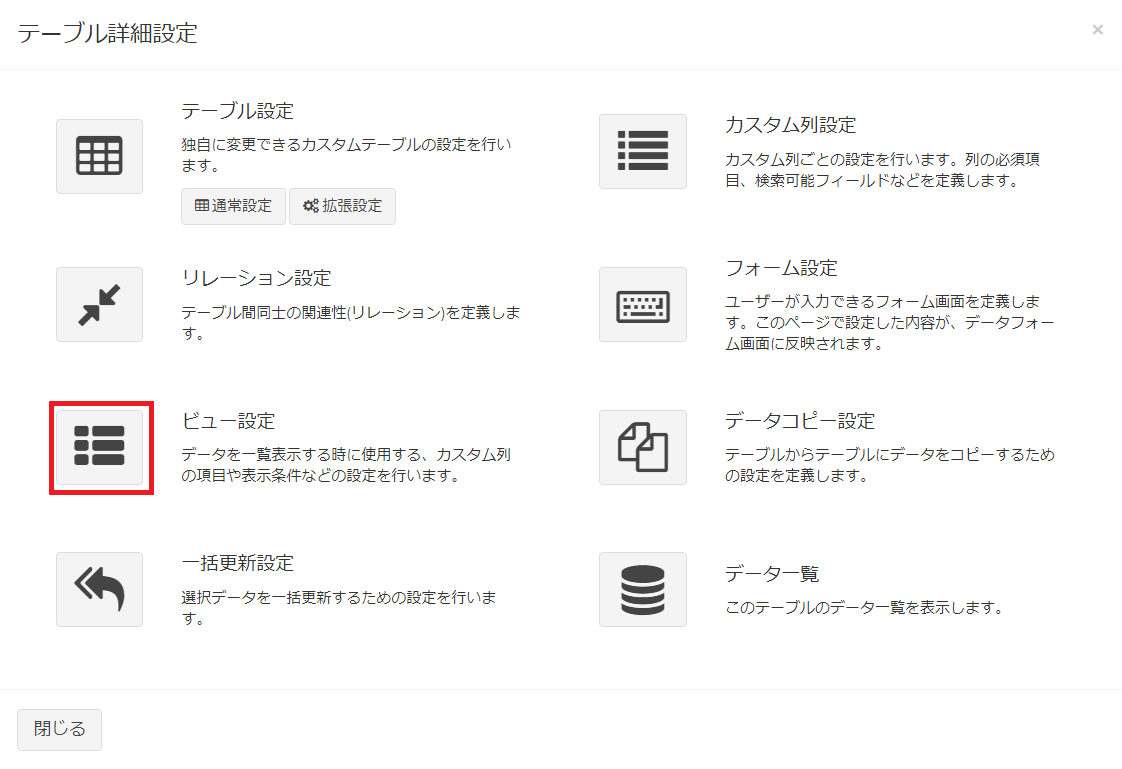 テーブル詳細設定
×
テーブル設定
独自に変更できるカスタムテーブルの設定を行い
ます。
通常設定
拡張設定
カスタム列設定
カスタム列ごとの設定を行います。列の必須項
目、検索可能フィールドなどを定義します。
リレーション設定
テーブル間同士の関連性(リレーション)を定義しま
す。
フォーム設定
ユーザーが入力できるフォーム画面を定義しま
す。このページで設定した内容が、データフォー
ム画面に反映されます。
ビュー設定
データを一覧表示する時に使用する、カスタム列
の項目や表示条件などの設定を行います。
データコピー設定
テーブルからテーブルにデータをコピーするため
の設定を定義します。
一括更新設定
選択データを一括更新するための設定を行いま
す。
データ一覧
このテーブルのデータ一覧を表示します。
閉じる